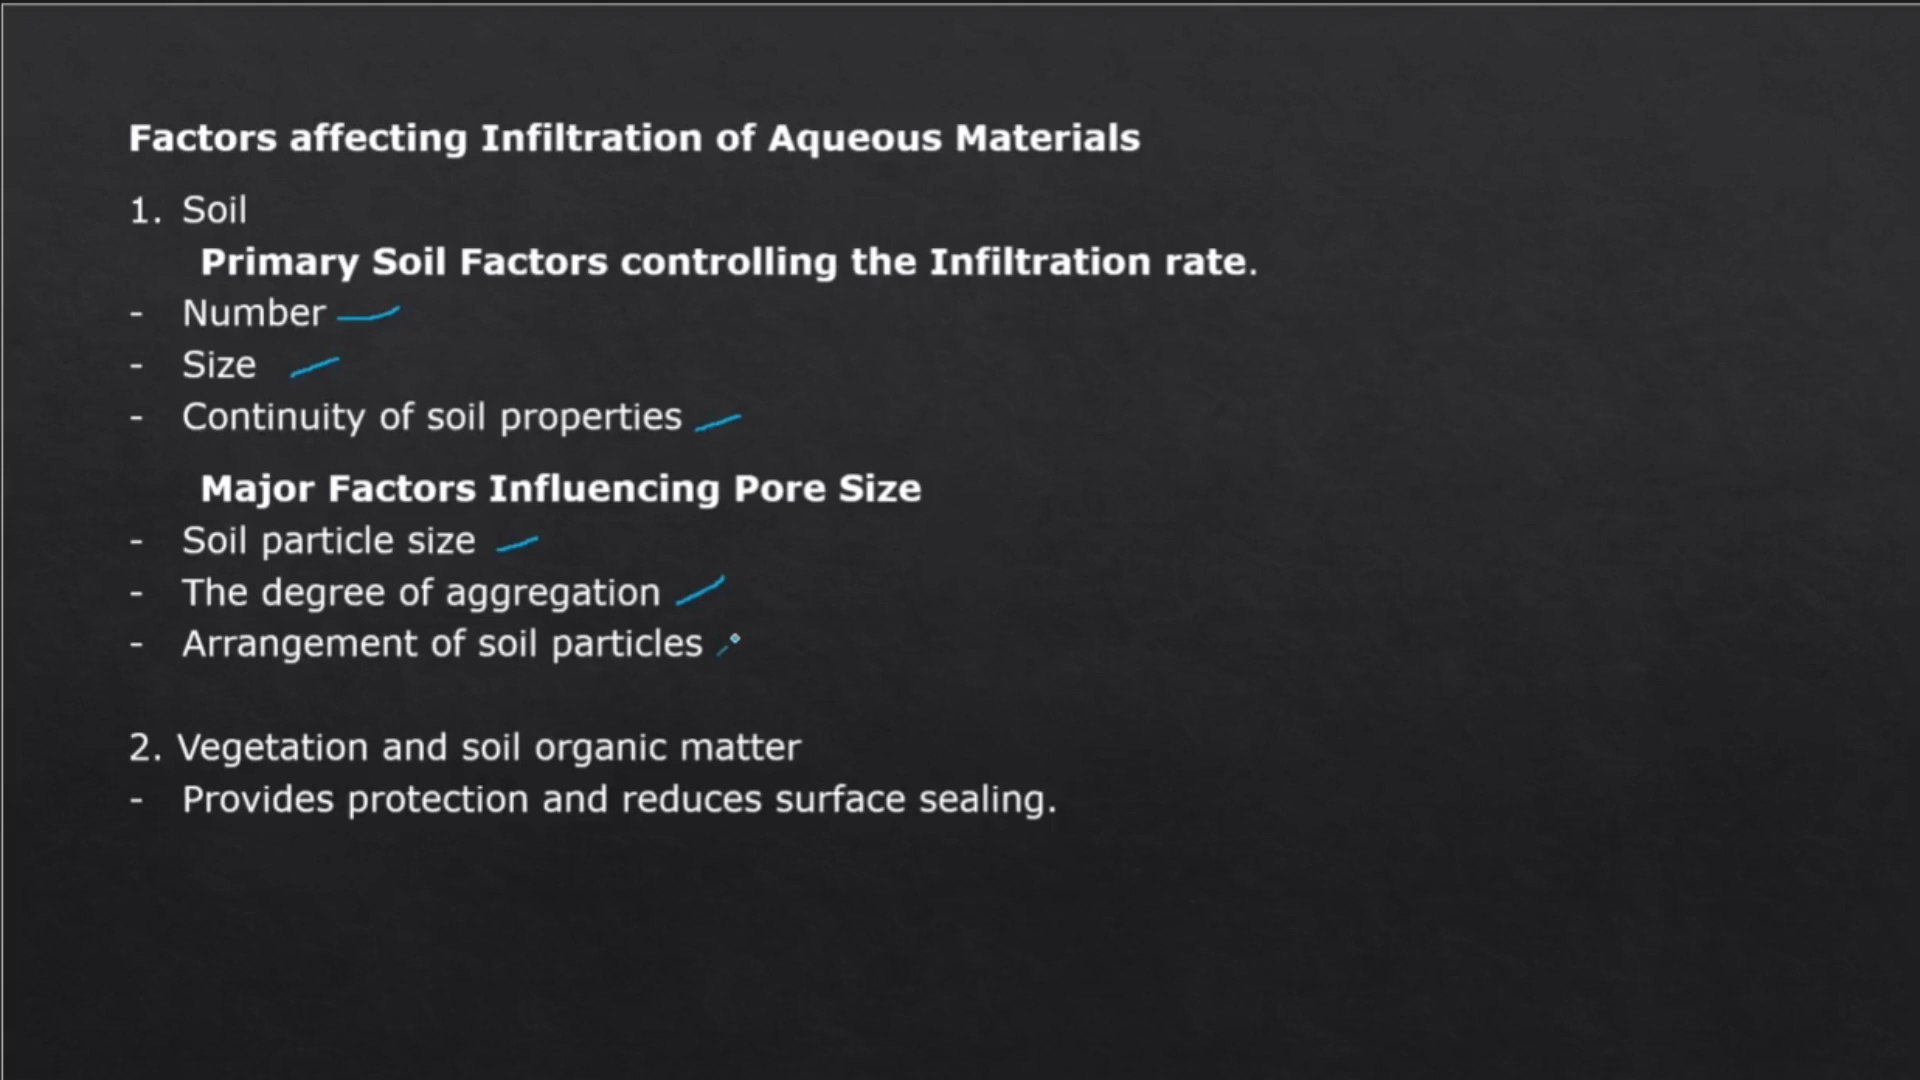 Factors affecting Infiltration of Aqueous Materials
1. Soil
Primary Soil Factors controlling the Infiltration rate.
- Number
- Size
- Continuity of soil properties
Major Factors Influencing Pore Size
- Soil particle size
- The degree of aggregation
- Arrangement of soil particles
2. Vegetation and soil organic matter
- Provides protection and reduces surface sealing.